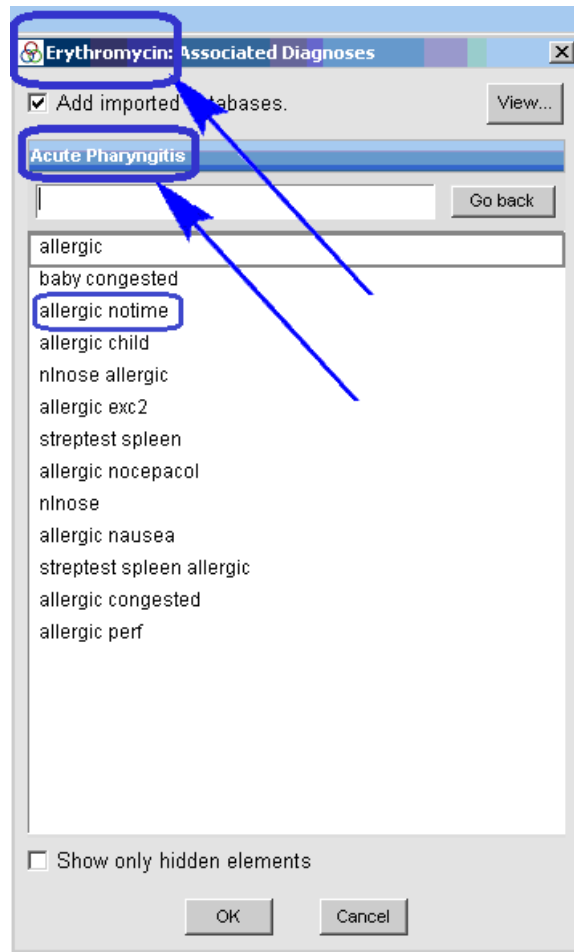 Erythromycin: Associated Diagnoses
Add imported databases.
View...
Acute Pharyngitis
Go back
allergic
baby congested
allergic notime
allergic child
nlnose allergic
allergic exc2
streptest spleen
allergic nocepacol
nlnose
allergic nausea
streptest spleen allergic
allergic congested
allergic perf
Show only hidden elements
OK
Cancel